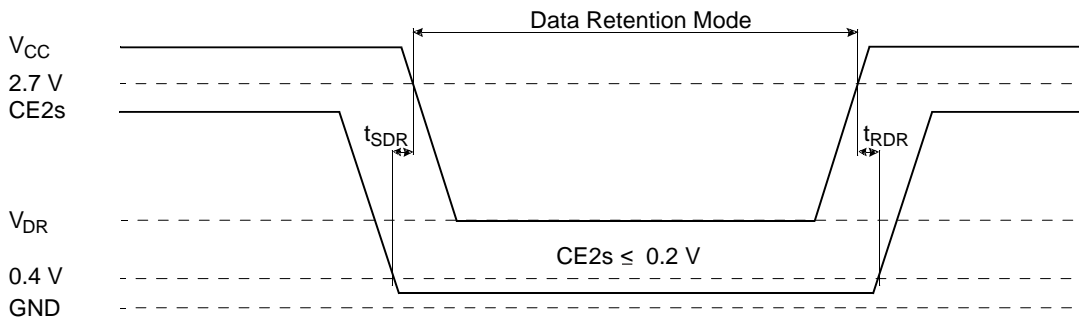 Data Retention Mode
VCC
2.7 V
CE2s
tSDR
tRDR
VDR
CE2s ≤ 0.2 V
0.4 V
GND